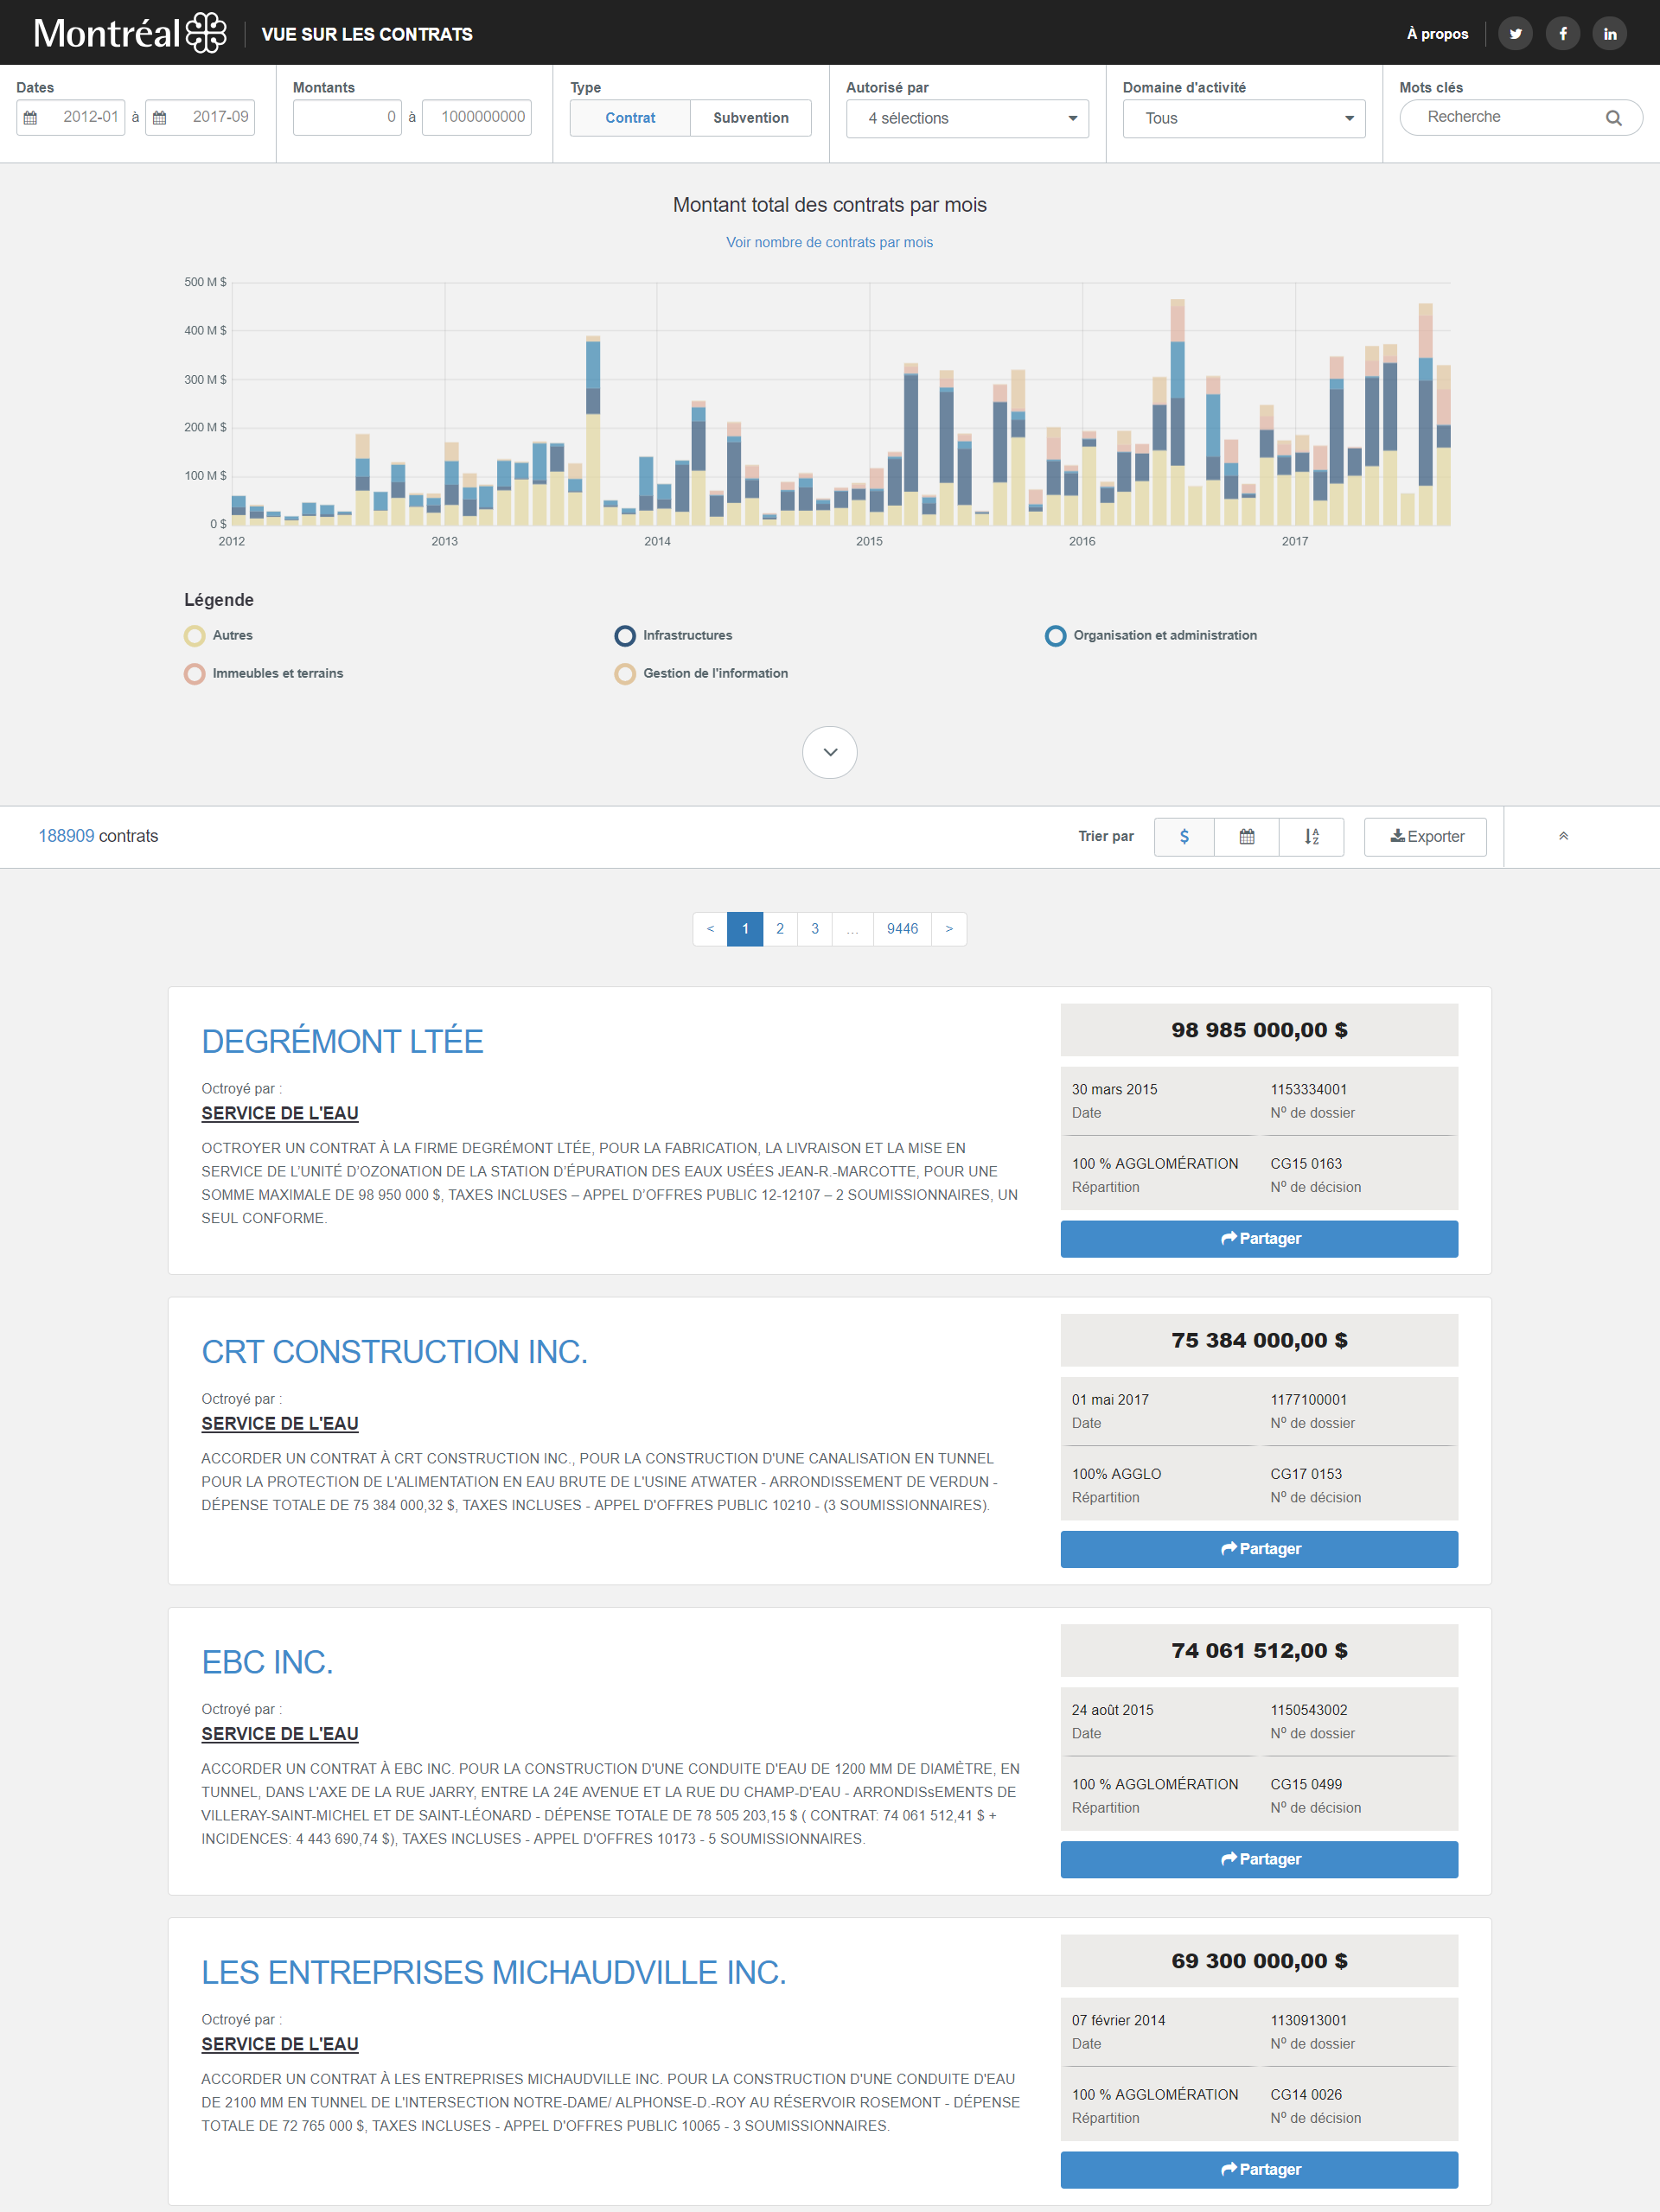 Montréal
VUE SUR LES CONTRATS
À propos
Dates
2012-01 à 2017-09
Montants
0 à 1000000000
Type
Contrat Subvention
Autorisé par
4 sélections
Domaine d'activité
Tous
Mots clés
Recherche
Montant total des contrats par mois
Voir nombre de contrats par mois
500 M $
400 M $
300 M $
200 M $
100 M $
0 $
2012 2013 2014 2015 2016 2017
Légende
Autres Infrastructures Organisation et administration
Immeubles et terrains Gestion de l'information
188909 contrats
Trier par $ Exporter
< 1 2 3 ... 9446 >
DEGRÉMONT LTÉE
Octroyé par :
SERVICE DE L'EAU
OCTROYER UN CONTRAT À LA FIRME DEGRÉMONT LTÉE, POUR LA FABRICATION, LA LIVRAISON ET LA MISE EN
SERVICE DE L’UNITÉ D’OZONATION DE LA STATION D’ÉPURATION DES EAUX USÉES JEAN-R.-MARCOTTE, POUR UNE
SOMME MAXIMALE DE 98 950 000 $, TAXES INCLUSES – APPEL D’OFFRES PUBLIC 12-12107 – 2 SOUMISSIONNAIRES, UN
SEUL CONFORME.
98 985 000,00 $
30 mars 2015 1153334001
Date Nº de dossier
100 % AGGLOMÉRATION CG15 0163
Répartition Nº de décision
Partager
CRT CONSTRUCTION INC.
Octroyé par :
SERVICE DE L'EAU
ACCORDER UN CONTRAT À CRT CONSTRUCTION INC., POUR LA CONSTRUCTION D'UNE CANALISATION EN TUNNEL
POUR LA PROTECTION DE L'ALIMENTATION EN EAU BRUTE DE L'USINE ATWATER - ARRONDISSEMENT DE VERDUN -
DÉPENSE TOTALE DE 75 384 000,32 $, TAXES INCLUSES - APPEL D'OFFRES PUBLIC 10210 - (3 SOUMISSIONNAIRES).
75 384 000,00 $
01 mai 2017 1177100001
Date Nº de dossier
100% AGGLO CG17 0153
Répartition Nº de décision
Partager
EBC INC.
Octroyé par :
SERVICE DE L'EAU
ACCORDER UN CONTRAT À EBC INC. POUR LA CONSTRUCTION D'UNE CONDUITE D'EAU DE 1200 MM DE DIAMÈTRE, EN
TUNNEL, DANS L'AXE DE LA RUE JARRY, ENTRE LA 24E AVENUE ET LA RUE DU CHAMP-D'EAU - ARRONDISsEMENTS DE
VILLERAY-SAINT-MICHEL ET DE SAINT-LÉONARD - DÉPENSE TOTALE DE 78 505 203,15 $ ( CONTRAT: 74 061 512,41 $ +
INCIDENCES: 4 443 690,74 $), TAXES INCLUSES - APPEL D'OFFRES 10173 - 5 SOUMISSIONNAIRES.
74 061 512,00 $
24 août 2015 1150543002
Date Nº de dossier
100 % AGGLOMÉRATION CG15 0499
Répartition Nº de décision
Partager
LES ENTREPRISES MICHAUDVILLE INC.
Octroyé par :
SERVICE DE L'EAU
ACCORDER UN CONTRAT À LES ENTREPRISES MICHAUDVILLE INC. POUR LA CONSTRUCTION D'UNE CONDUITE D'EAU
DE 2100 MM EN TUNNEL DE L'INTERSECTION NOTRE-DAME/ ALPHONSE-D.-ROY AU RÉSERVOIR ROSEMONT - DÉPENSE
TOTALE DE 72 765 000 $, TAXES INCLUSES - APPEL D'OFFRES PUBLIC 10065 - 3 SOUMISSIONNAIRES.
69 300 000,00 $
07 février 2014 1130913001
Date Nº de dossier
100 % AGGLOMÉRATION CG14 0026
Répartition Nº de décision
Partager